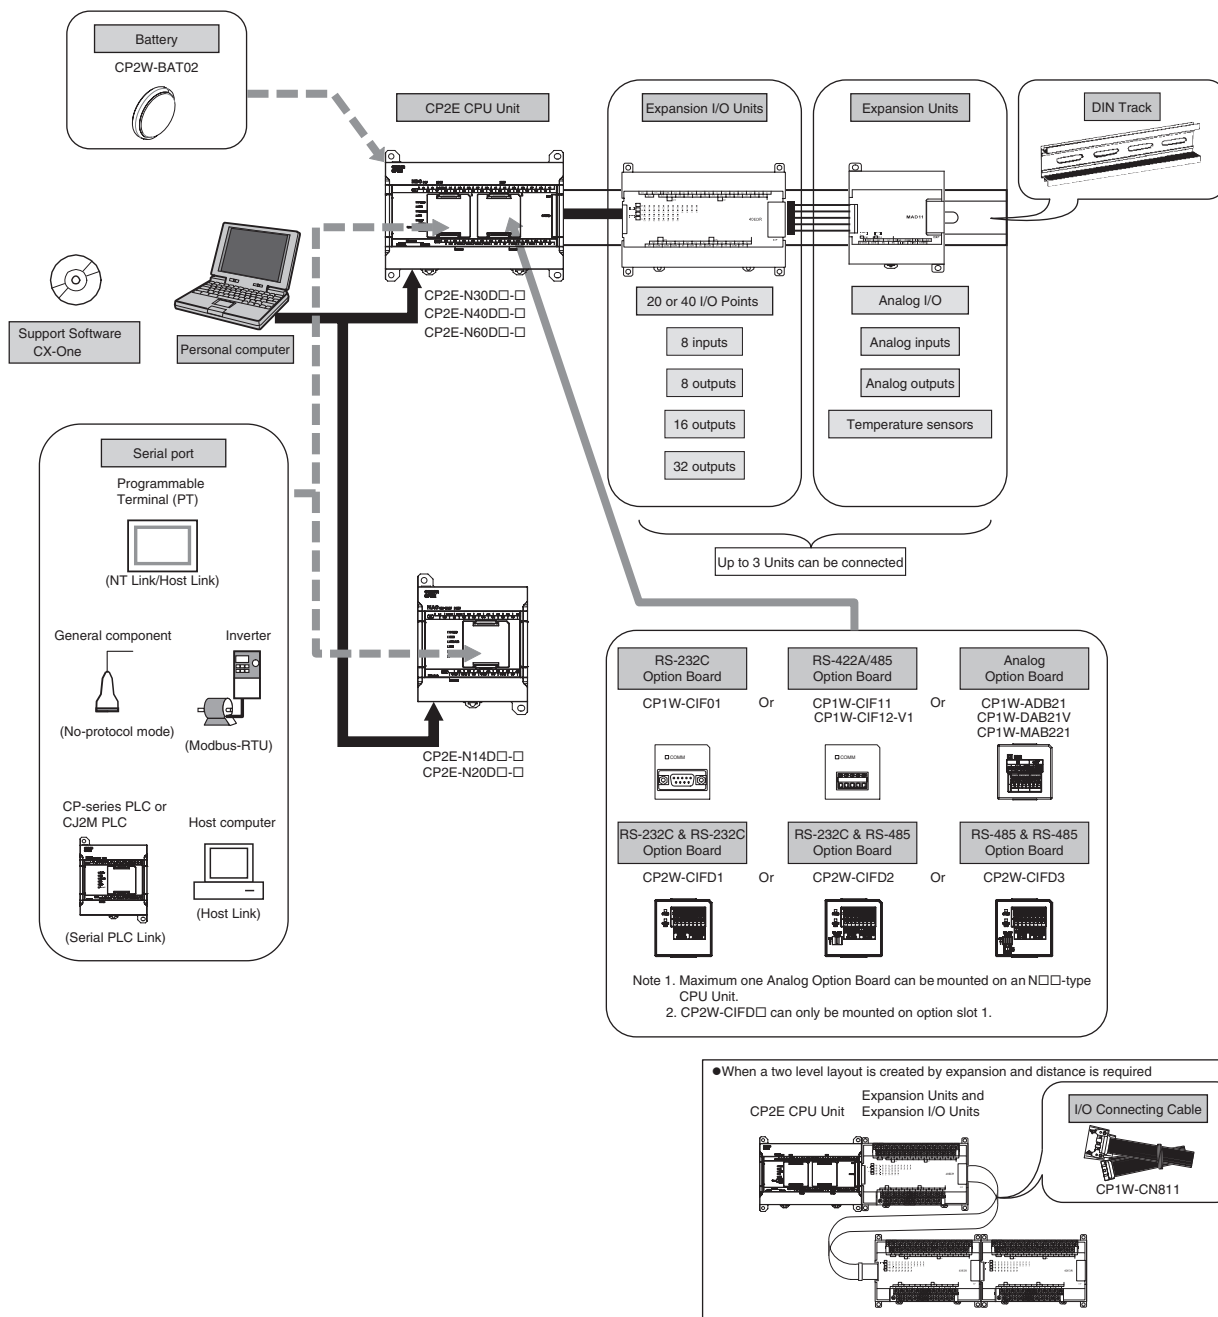 Battery
CP2W-BAT02
CP2E CPU Unit
Expansion I/O Units
Expansion Units
DIN Track
MAD11
CP2E-N30D□-□
CP2E-N40D□-□
CP2E-N60D□-□
20 or 40 I/O Points
8 inputs
8 outputs
16 outputs
32 outputs
Analog I/O
Analog inputs
Analog outputs
Temperature sensors
Support Software
CX-One
Personal computer
Up to 3 Units can be connected
Serial port
Programmable
Terminal (PT)
(NT Link/Host Link)
General component
Inverter
(No-protocol mode)
(Modbus-RTU)
CP-series PLC or
CJ2M PLC
Host computer
(Host Link)
(Serial PLC Link)
CP2E-N14D□-□
CP2E-N20D□-□
RS-232C
Option Board
CP1W-CIF01
Or
RS-422A/485
Option Board
CP1W-CIF11
CP1W-CIF12-V1
Or
Analog
Option Board
CP1W-ADB21
CP1W-DAB21V
CP1W-MAB221
COMM
COMM
RS-232C & RS-232C
Option Board
CP2W-CIFD1
Or
RS-232C & RS-485
Option Board
CP2W-CIFD2
Or
RS-485 & RS-485
Option Board
CP2W-CIFD3
Note 1. Maximum one Analog Option Board can be mounted on an N□□-type
CPU Unit.
2. CP2W-CIFD□ can only be mounted on option slot 1.
●When a two level layout is created by expansion and distance is required
CP2E CPU Unit
Expansion Units and
Expansion I/O Units
I/O Connecting Cable
CP1W-CN811